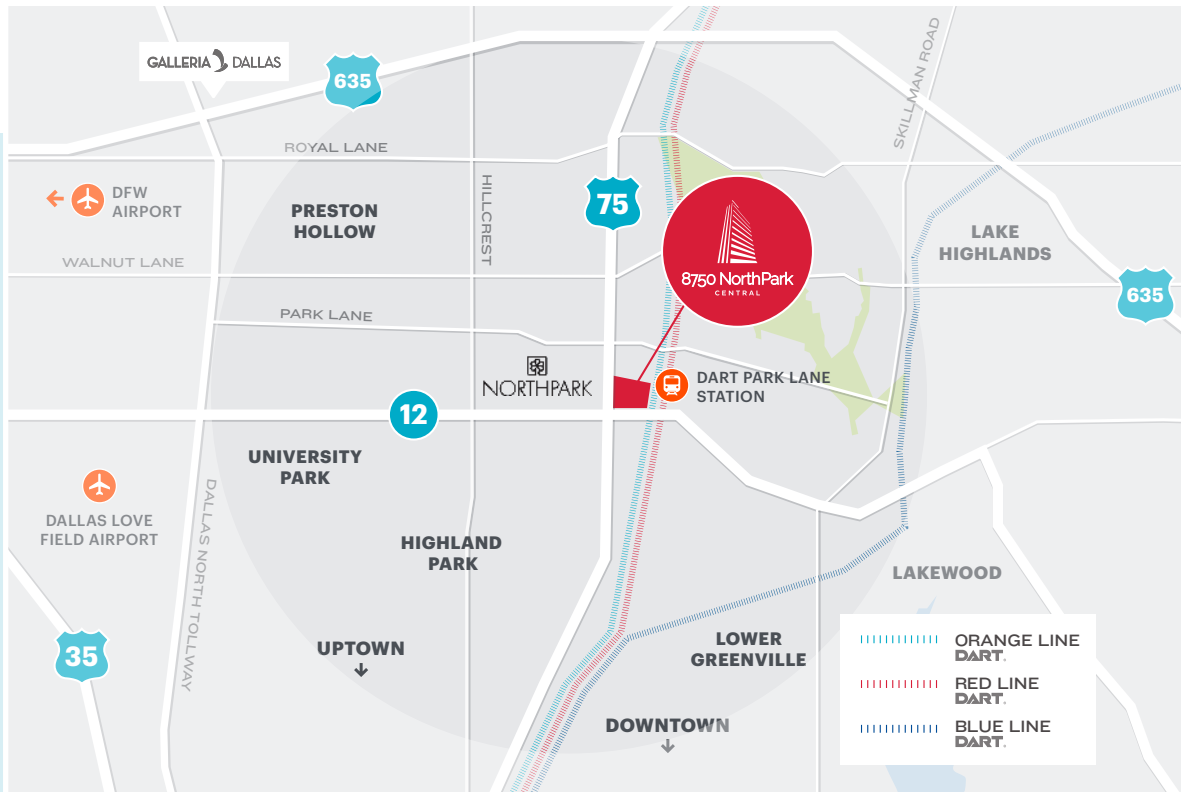 GALLERIA DALLAS
635
SKILLMAN ROAD
ROYAL LANE
DFW
AIRPORT
PRESTON
HOLLOW
HILLCREST
75
8750 NorthPark
CENTRAL
LAKE
HIGHLANDS
WALNUT LANE
635
PARK LANE
NORTHPARK
DART PARK LANE
STATION
12
UNIVERSITY
PARK
DALLAS LOVE
FIELD AIRPORT
DALLAS NORTH TOLLWAY
HIGHLAND
PARK
LAKEWOOD
35
UPTOWN
LOWER
GREENVILLE
DOWNTOWN
ORANGE LINE
DART.
RED LINE
DART.
BLUE LINE
DART.